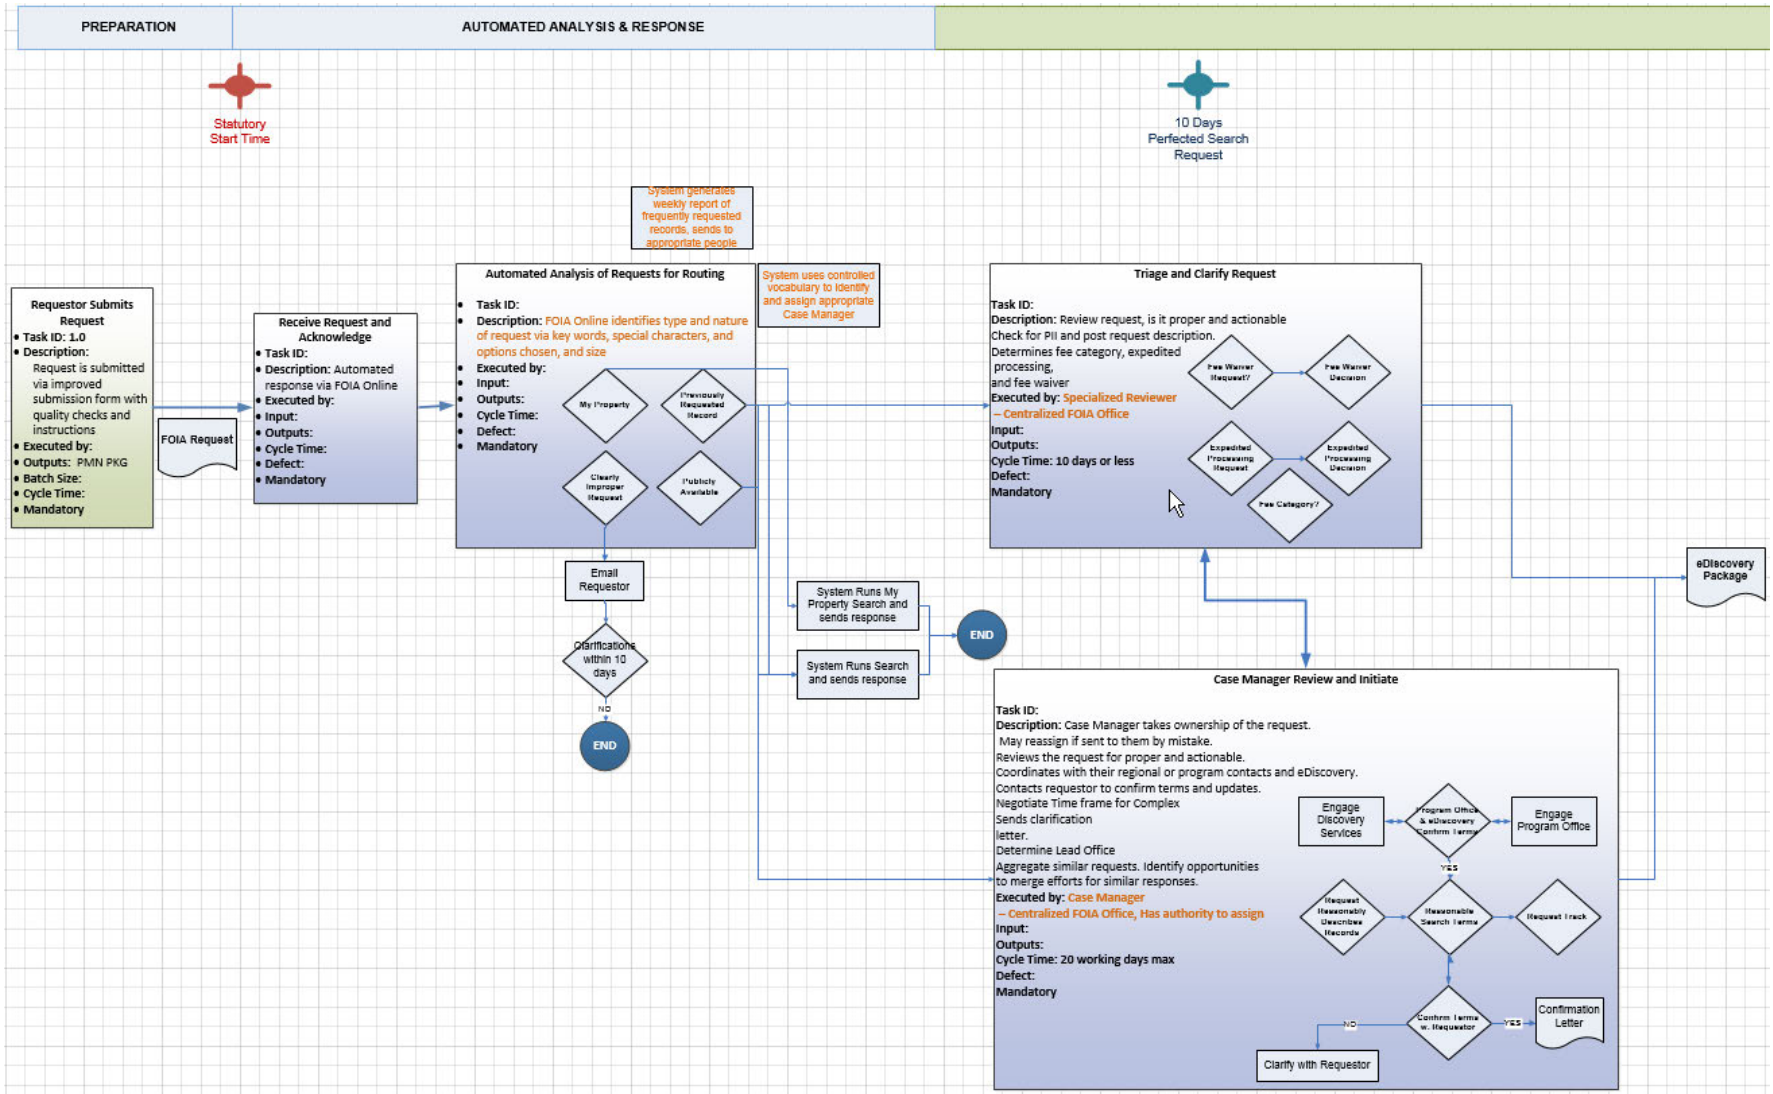 PREPARATION
AUTOMATED ANALYSIS & RESPONSE
Statutory
Start Time
10 Days
Perfected Search
Request
System generates
weekly report of
frequently requested
records, sends to
appropriate people
System uses controlled
vocabulary to identify
and assign appropriate
Case Manager
Requestor Submits
Request
• Task ID: 1.0
• Description:
Request is submitted
via improved
submission form with
quality checks and
instructions
• Executed by:
• Outputs: PMN PKG
• Batch Size:
• Cycle Time:
• Mandatory
FOIA Request
Receive Request and
Acknowledge
• Task ID:
• Description: Automated
response via FOIA Online
• Executed by:
• Input:
• Outputs:
• Cycle Time:
• Defect:
• Mandatory
Automated Analysis of Requests for Routing
• Task ID:
• Description: FOIA Online identifies type and nature
of request via key words, special characters, and
options chosen, and size
• Executed by:
• Input:
• Outputs:
• Cycle Time:
• Defect:
• Mandatory
My Property
Previously
Requested
Record
Clearly
Improper
Request
Publicly
Available
Email
Requestor
Clarifications
within 10
days
NO
END
System Runs My
Property Search and
sends response
System Runs Search
and sends response
END
Triage and Clarify Request
Task ID:
Description: Review request, is it proper and actionable
Check for PII and post request description.
Determines fee category, expedited
processing,
and fee waiver
Executed by: Specialized Reviewer
– Centralized FOIA Office
Input:
Outputs:
Cycle Time: 10 days or less
Defect:
Mandatory
Fee Waiver
Request?
Fee Waiver
Decision
Expedited
Processing
Request
Expedited
Processing
Decision
Fee Category?
eDiscovery
Package
Case Manager Review and Initiate
Task ID:
Description: Case Manager takes ownership of the request.
May reassign if sent to them by mistake.
Reviews the request for proper and actionable.
Coordinates with their regional or program contacts and eDiscovery.
Contacts requestor to confirm terms and updates.
Negotiate Time frame for Complex
Sends clarification
letter.
Determine Lead Office
Aggregate similar requests. Identify opportunities
to merge efforts for similar responses.
Executed by: Case Manager
– Centralized FOIA Office, Has authority to assign
Input:
Outputs:
Cycle Time: 20 working days max
Defect:
Mandatory
Engage
Discovery
Services
Program Office
& eDiscovery
Confirm Terms
Engage
Program Office
YES
Request
Reasonably
Describes
Records
Reasonable
Search Terms
Request Track
Confirm Terms
w. Requestor
NO
YES
Confirmation
Letter
Clarify with Requestor